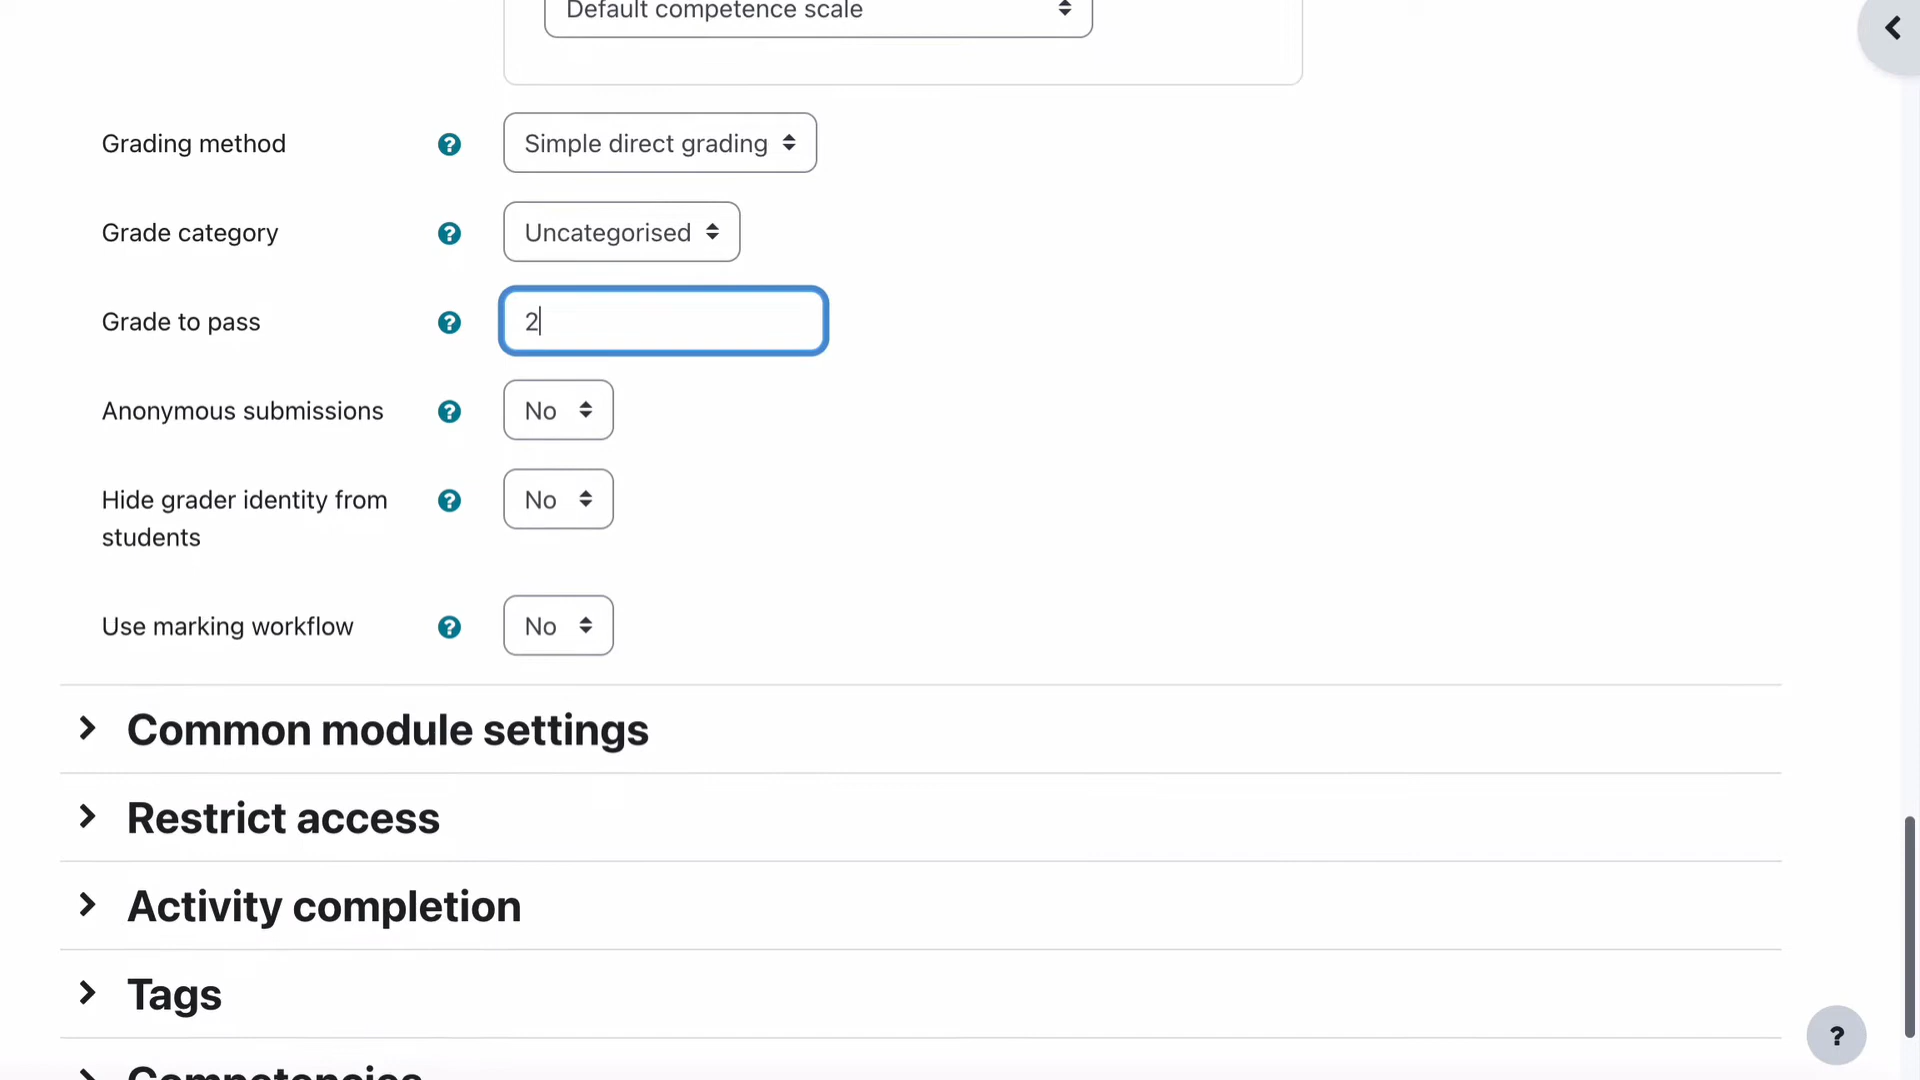 Default competence scale
Grading method
Simple direct grading
Grade category
Uncategorised
Grade to pass
2
Anonymous submissions
No
Hide grader identity from
students
No
Use marking workflow
No
Common module settings
Restrict access
Activity completion
Tags
Competencies